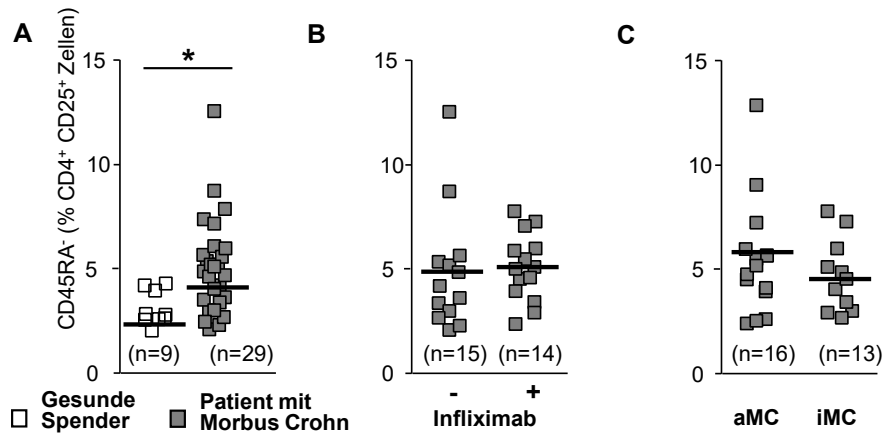 A
B
C
*
CD45RA- (% CD4+ CD25+ Zellen)
15
10
5
0
(n=9)
(n=29)
15
10
5
0
(n=15)
(n=14)
-
+
Infliximab
15
10
5
0
(n=16)
(n=13)
aMC
iMC
Gesunde
Spender
Patient mit
Morbus Crohn